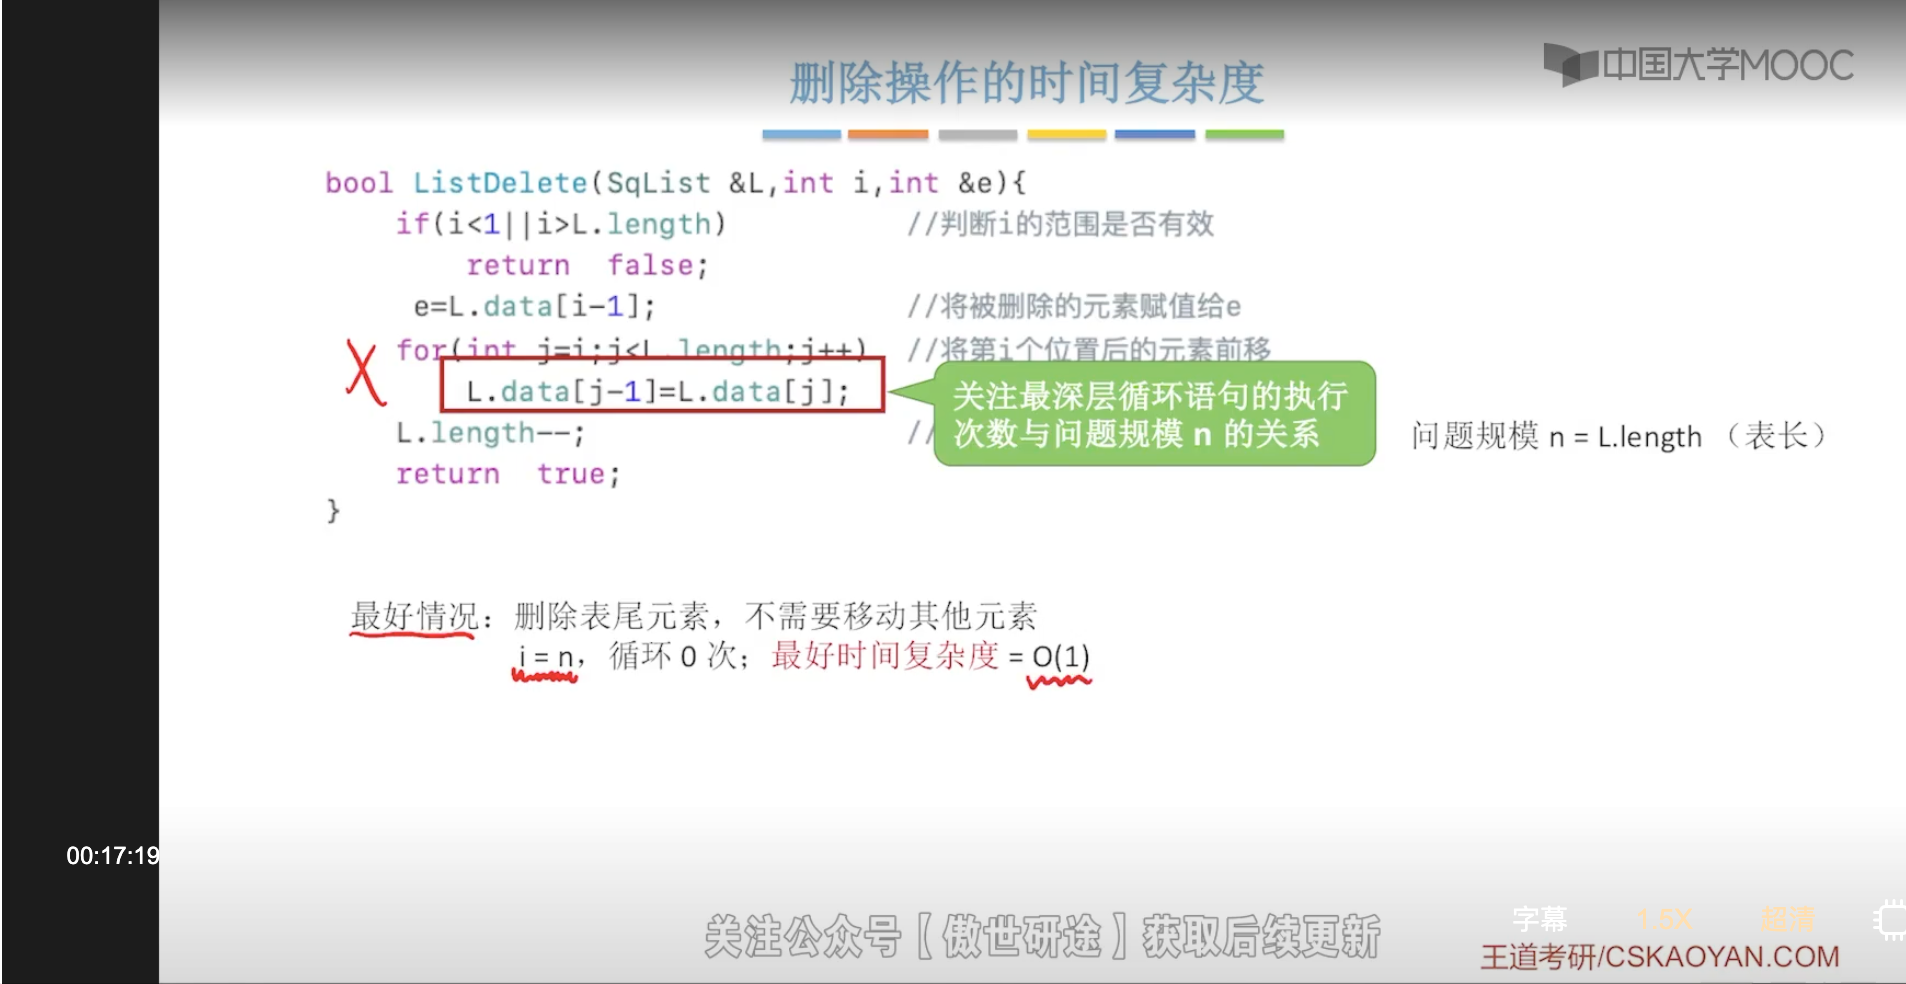 中国大学MOOC
删除操作的时间复杂度
bool ListDelete(SqList &L,int i,int &e){
if(i<1||i>L.length) //判断i的范围是否有效
return false;
e=L.data[i-1]; //将被删除的元素赋值给e
for(int j=i;j<L.length;j++) //将第i个位置后的元素前移
L.data[j-1]=L.data[j];
关注最深层循环语句的执行
次数与问题规模 n 的关系
L.length--; //
问题规模 n = L.length （表长）
return true;
}
最好情况：删除表尾元素，不需要移动其他元素
i = n，循环 0 次；最好时间复杂度 = O(1)
00:17:19
字幕 1.5X 超清
关注公众号【傲世研途】获取后续更新
王道考研/CSKAOYAN.COM